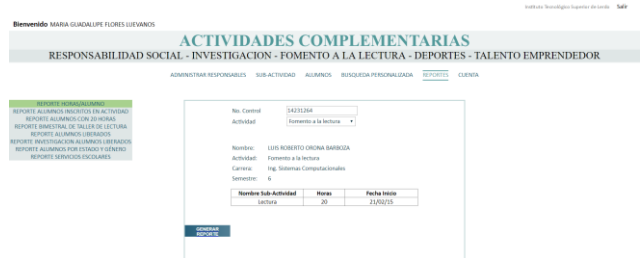 Instituto Tecnológico Superior de Lerdo Salir
Bienvenido MARIA GUADALUPE FLORES LUEVANOS
ACTIVIDADES COMPLEMENTARIAS
RESPONSABILIDAD SOCIAL - INVESTIGACION - FOMENTO A LA LECTURA - DEPORTES - TALENTO EMPRENDEDOR
ADMINISTRAR RESPONSABLES SUB-ACTIVIDAD ALUMNOS BUSQUEDA PERSONALIZADA REPORTES CUENTA
REPORTE HORAS/ALUMNO
REPORTE ALUMNOS INSCRITOS EN ACTIVIDAD
REPORTE ALUMNOS CON 20 HORAS
REPORTE BIMESTRAL DE TALLER DE LECTURA
REPORTE ALUMNOS LIBERADOS
REPORTE INVESTIGACION ALUMNOS LIBERADOS
REPORTE ALUMNOS POR ESTADO Y GÉNERO
REPORTE SERVICIOS ESCOLARES
No. Control 14231264
Actividad Fomento a la lectura
Nombre: LUIS ROBERTO ORONA BARBOZA
Actividad: Fomento a la lectura
Carrera: Ing. Sistemas Computacionales
Semestre: 6
Nombre Sub-Actividad Horas Fecha Inicio
Lectura 20 21/02/15
GENERAR
REPORTE